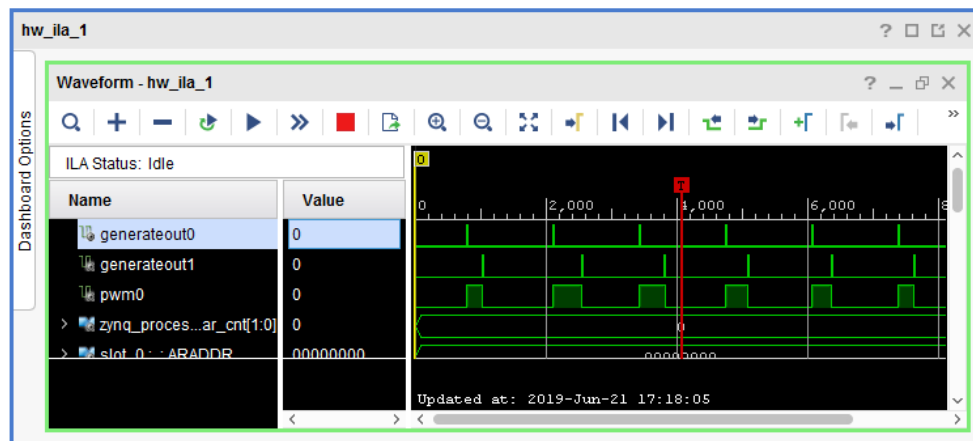 hw_ila_1
Dashboard Options
Waveform - hw_ila_1
ILA Status: Idle
Name Value
generateout0 0
generateout1 0
pwm0 0
zynq_proces...ar_cnt[1:0] 0
slot_0 : : ARADDR 00000000
0
T
0 2,000 4,000 6,000 8
0
00000000
Updated at: 2019-Jun-21 17:18:05